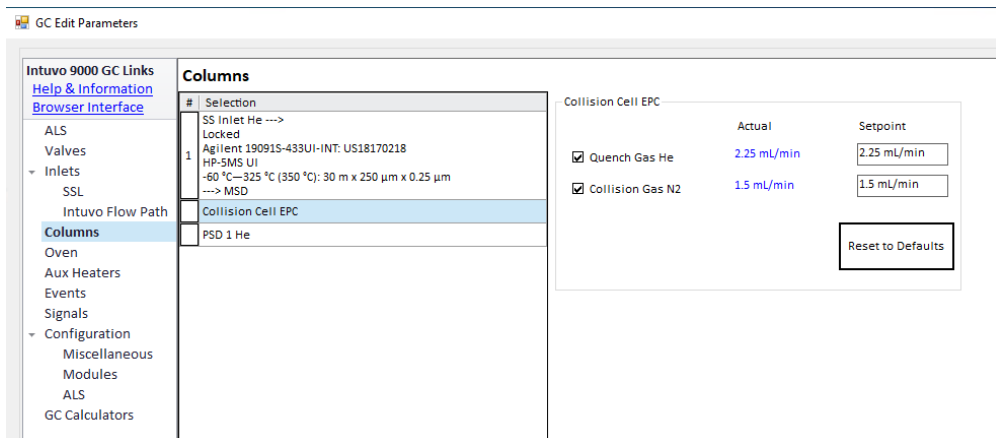 GC Edit Parameters
Intuvo 9000 GC Links
Help & Information
Browser Interface
ALS
Valves
Inlets
SSL
Intuvo Flow Path
Columns
Oven
Aux Heaters
Events
Signals
Configuration
Miscellaneous
Modules
ALS
GC Calculators
Columns
# Selection
1
SS Inlet He --->
Locked
Agilent 19091S-433UI-INT: US18170218
HP-5MS UI
-60 °C—325 °C (350 °C): 30 m x 250 µm x 0.25 µm
---> MSD
Collision Cell EPC
PSD 1 He
Collision Cell EPC
Actual Setpoint
Quench Gas He 2.25 mL/min 2.25 mL/min
Collision Gas N2 1.5 mL/min 1.5 mL/min
Reset to Defaults